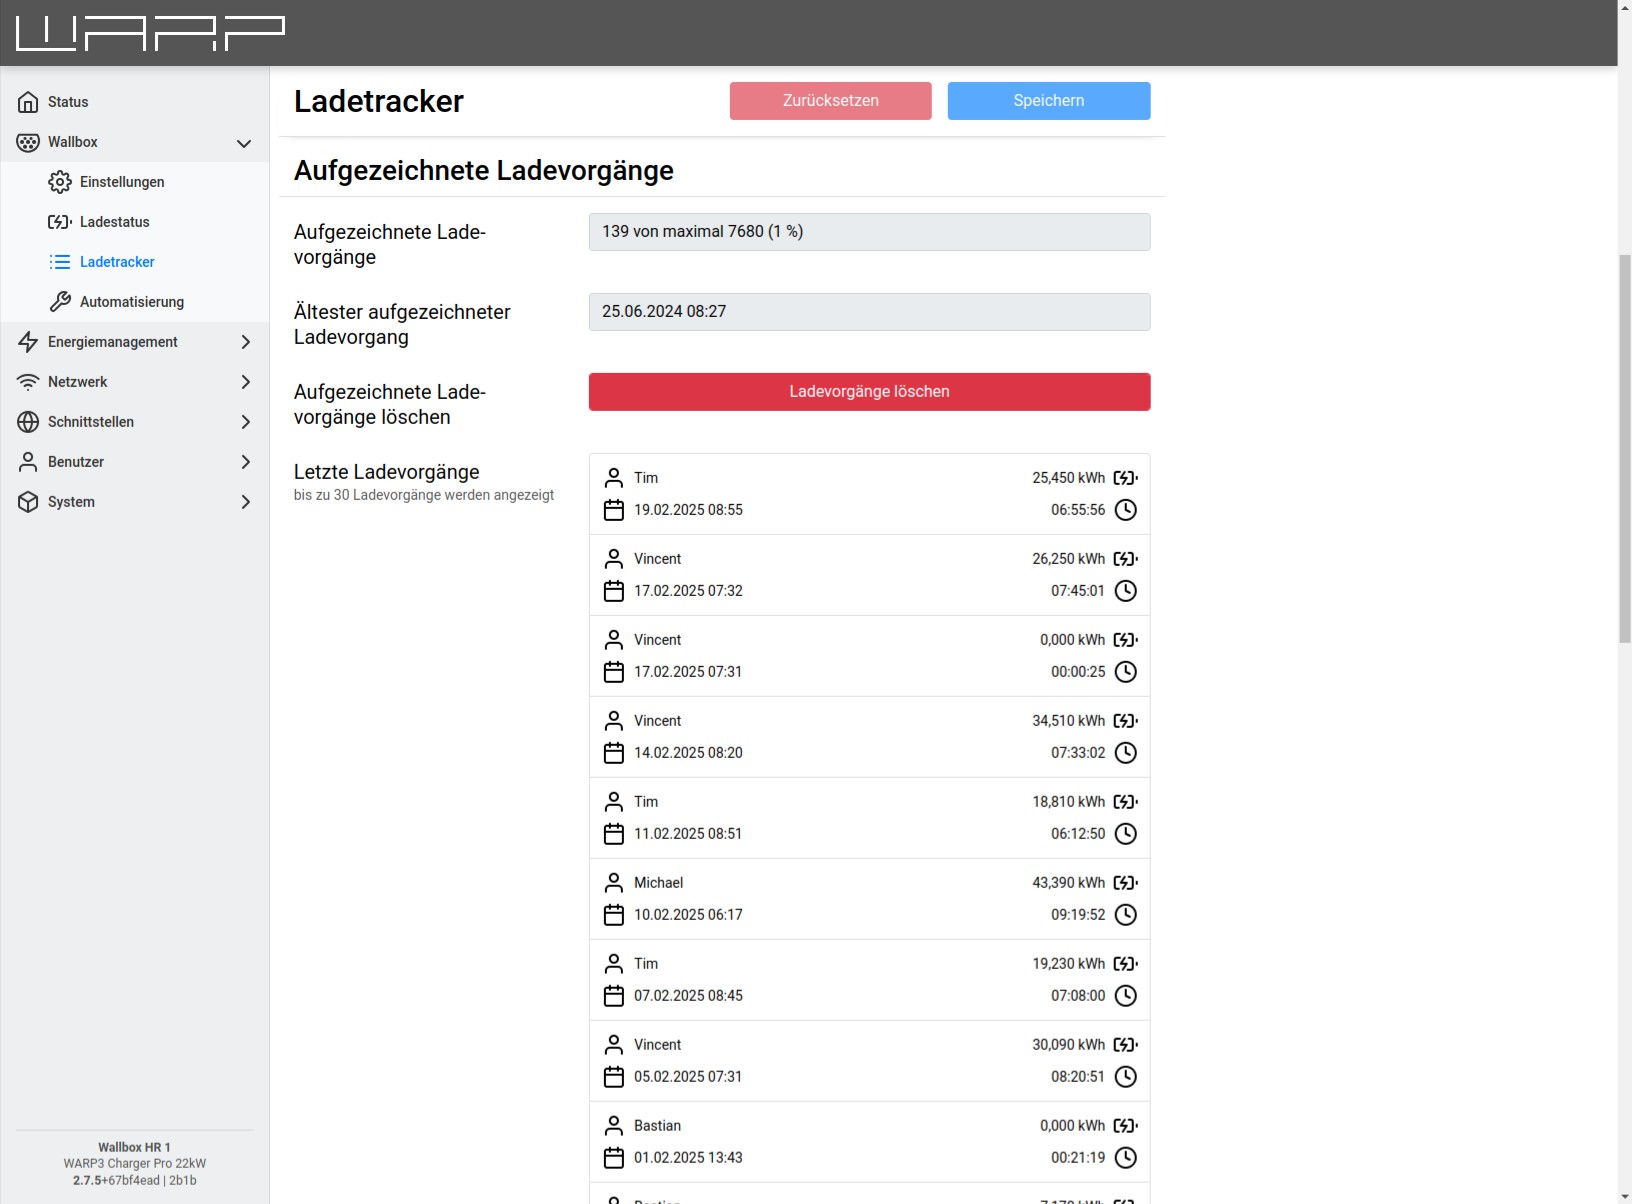 WARP
Status
Wallbox
Einstellungen
Ladestatus
Ladetracker
Automatisierung
Energiemanagement
Netzwerk
Schnittstellen
Benutzer
System
Wallbox HR 1
WARP3 Charger Pro 22kW
2.7.5+67bf4ead | 2b1b
Ladetracker
Zurücksetzen
Speichern
Aufgezeichnete Ladevorgänge
Aufgezeichnete Lade-
vorgänge
139 von maximal 7680 (1 %)
Ältester aufgezeichneter
Ladevorgang
25.06.2024 08:27
Aufgezeichnete Lade-
vorgänge löschen
Ladevorgänge löschen
Letzte Ladevorgänge
bis zu 30 Ladevorgänge werden angezeigt
Tim 25,450 kWh
19.02.2025 08:55 06:55:56
Vincent 26,250 kWh
17.02.2025 07:32 07:45:01
Vincent 0,000 kWh
17.02.2025 07:31 00:00:25
Vincent 34,510 kWh
14.02.2025 08:20 07:33:02
Tim 18,810 kWh
11.02.2025 08:51 06:12:50
Michael 43,390 kWh
10.02.2025 06:17 09:19:52
Tim 19,230 kWh
07.02.2025 08:45 07:08:00
Vincent 30,090 kWh
05.02.2025 07:31 08:20:51
Bastian 0,000 kWh
01.02.2025 13:43 00:21:19